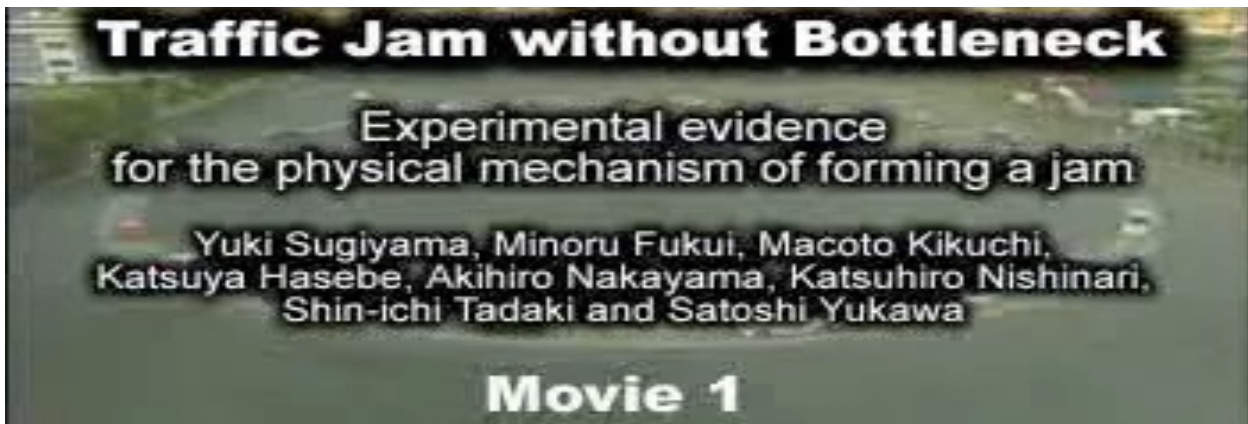 Traffic Jam without Bottleneck
Experimental evidence
for the physical mechanism of forming a jam
Yuki Sugiyama, Minoru Fukui, Macoto Kikuchi,
Katsuya Hasebe, Akihiro Nakayama, Katsuhiro Nishinari,
Shin-ichi Tadaki and Satoshi Yukawa
Movie 1